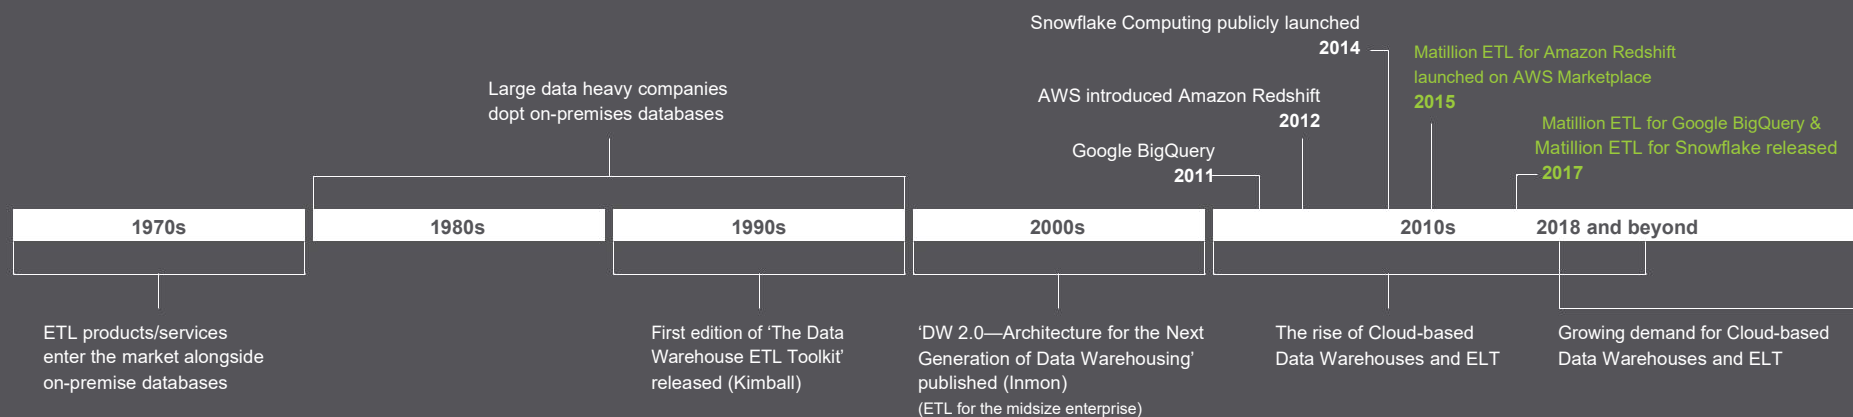 Snowflake Computing publicly launched
2014
Matillion ETL for Amazon Redshift
launched on AWS Marketplace
2015
Large data heavy companies
dopt on-premises databases
AWS introduced Amazon Redshift
2012
Matillion ETL for Google BigQuery &
Matillion ETL for Snowflake released
2017
Google BigQuery
2011
1970s
1980s
1990s
2000s
2010s
2018 and beyond
ETL products/services
enter the market alongside
on-premise databases
First edition of ‘The Data
Warehouse ETL Toolkit’
released (Kimball)
‘DW 2.0—Architecture for the Next
Generation of Data Warehousing’
published (Inmon)
(ETL for the midsize enterprise)
The rise of Cloud-based
Data Warehouses and ELT
Growing demand for Cloud-based
Data Warehouses and ELT